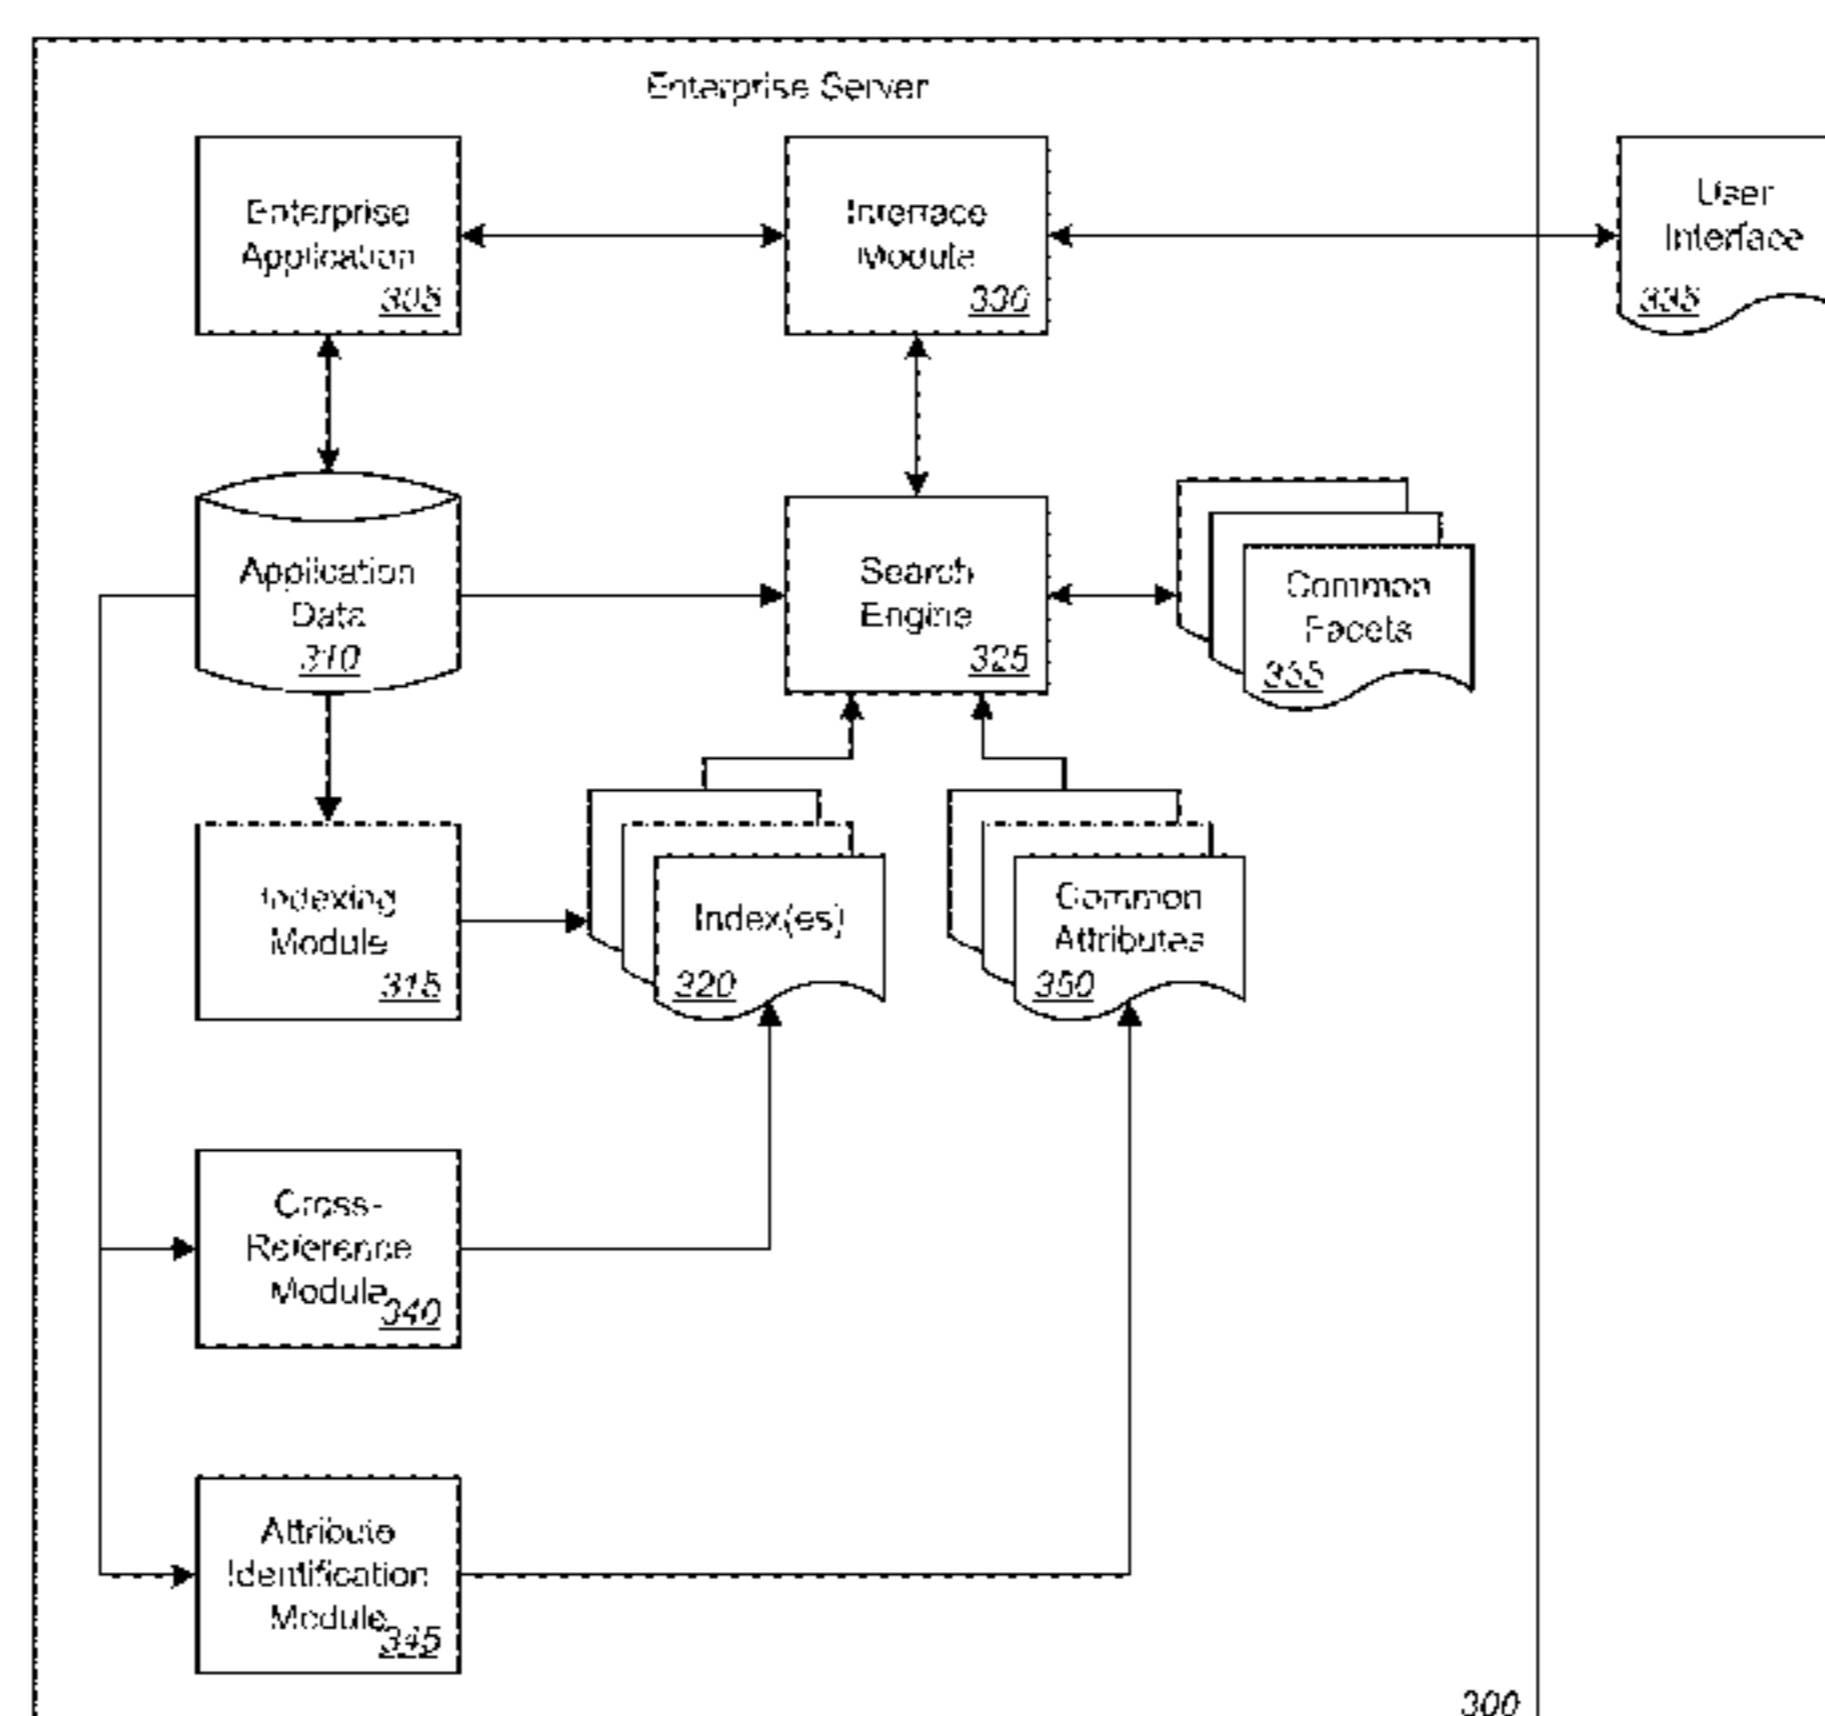 Enterprise Server
Enterprise
Application
305
Interface
Module
330
User
Interface
335
Application
Data
310
Search
Engine
325
Common
Facets
355
Indexing
Module
315
Index(es)
320
Common
Attributes
350
Cross-
Reference
Module
340
Attribute
Identification
Module
345
300